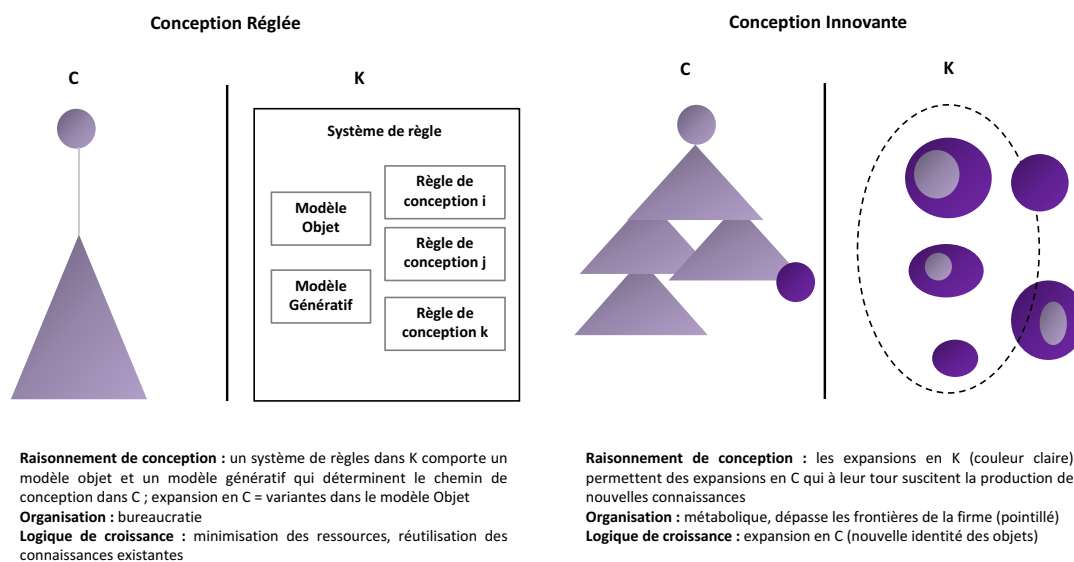 Conception Réglée
C
K
Système de règle
Modèle
Objet
Modèle
Génératif
Règle de
conception i
Règle de
conception j
Règle de
conception k
Raisonnement de conception : un système de règles dans K comporte un
modèle objet et un modèle génératif qui déterminent le chemin de
conception dans C ; expansion en C = variantes dans le modèle Objet
Organisation : bureaucratie
Logique de croissance : minimisation des ressources, réutilisation des
connaissances existantes
Conception Innovante
C
K
Raisonnement de conception : les expansions en K (couleur claire)
permettent des expansions en C qui à leur tour suscitent la production de
nouvelles connaissances
Organisation : métabolique, dépasse les frontières de la firme (pointillé)
Logique de croissance : expansion en C (nouvelle identité des objets)